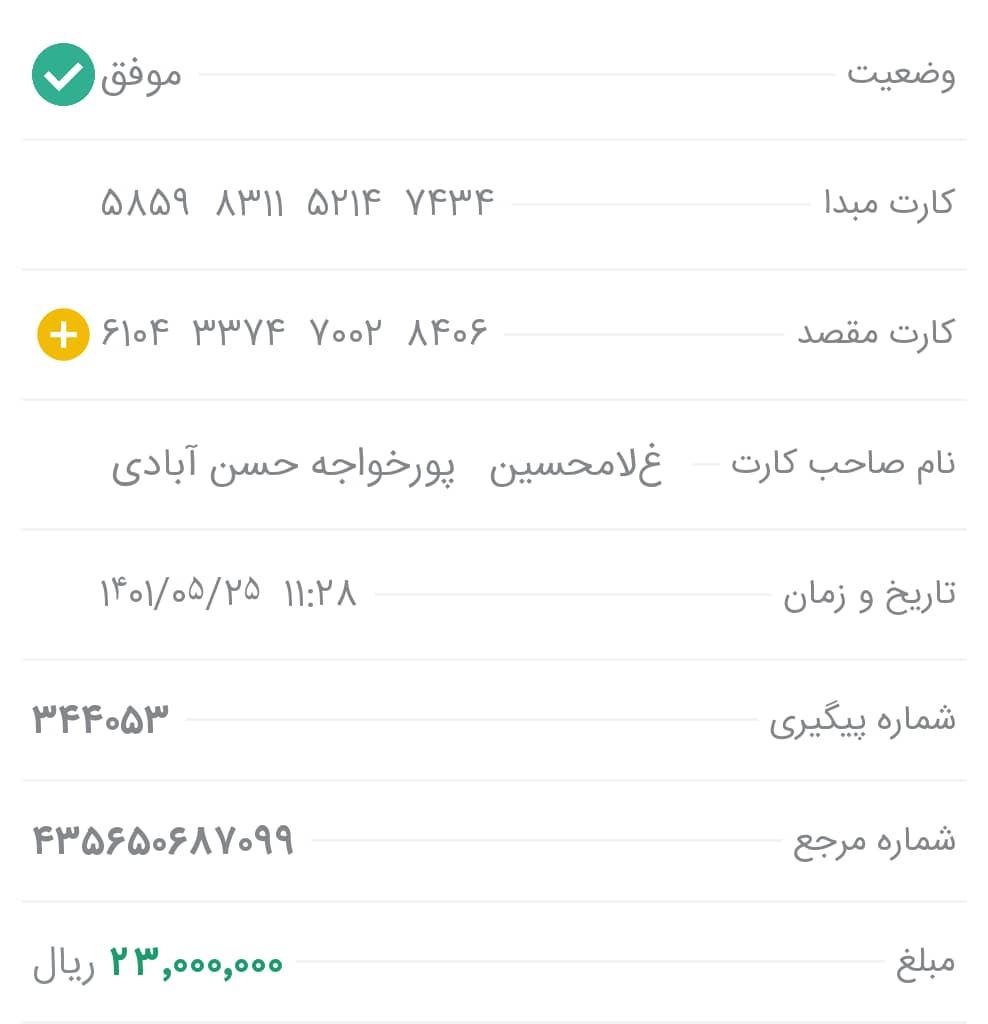 وضعیت موفق
کارت مبدا ۵۸۵۹ ۸۳۱۱ ۵۲۱۴ ۷۴۳۴
کارت مقصد ۶۱۰۴ ۳۳۷۴ ۷۰۰۲ ۸۴۰۶
نام صاحب کارت غلامحسین پورخواجه حسن آبادی
تاریخ و زمان ۱۴۰۱/۰۵/۲۵ ۱۱:۲۸
شماره پیگیری ۳۴۴۰۵۳
شماره مرجع ۴۳۵۶۵۰۶۸۷۰۹۹
مبلغ ۲۳,۰۰۰,۰۰۰ ریال